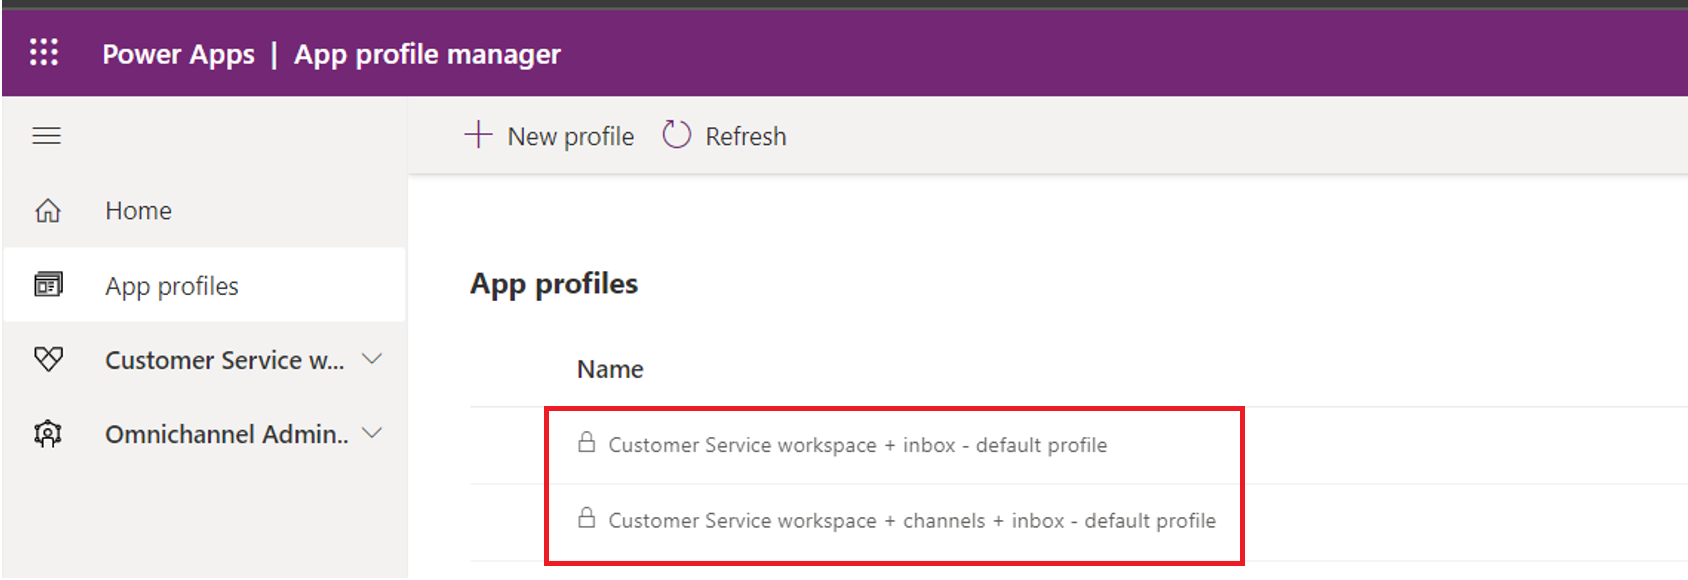 Power Apps | App profile manager
New profile
Refresh
Home
App profiles
Customer Service w...
Omnichannel Admin..
App profiles
Name
Customer Service workspace + inbox - default profile
Customer Service workspace + channels + inbox - default profile